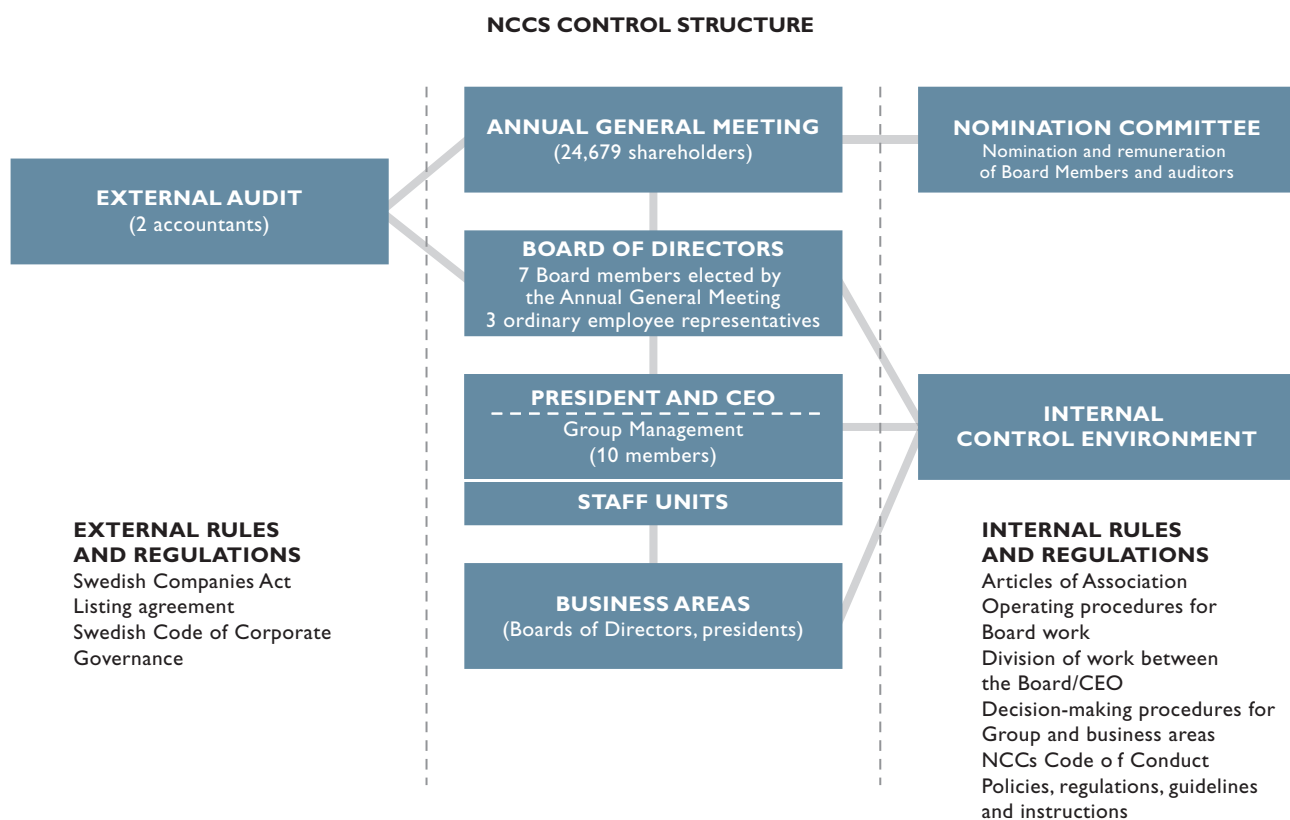 NCCS CONTROL STRUCTURE
EXTERNAL AUDIT
(2 accountants)
EXTERNAL RULES
AND REGULATIONS
Swedish Companies Act
Listing agreement
Swedish Code of Corporate
Governance
ANNUAL GENERAL MEETING
(24,679 shareholders)
BOARD OF DIRECTORS
7 Board members elected by
the Annual General Meeting
3 ordinary employee representatives
PRESIDENT AND CEO
Group Management
(10 members)
STAFF UNITS
BUSINESS AREAS
(Boards of Directors, presidents)
NOMINATION COMMITTEE
Nomination and remuneration
of Board Members and auditors
INTERNAL
CONTROL ENVIRONMENT
INTERNAL RULES
AND REGULATIONS
Articles of Association
Operating procedures for
Board work
Division of work between
the Board/CEO
Decision-making procedures for
Group and business areas
NCCs Code o f Conduct
Policies, regulations, guidelines
and instructions